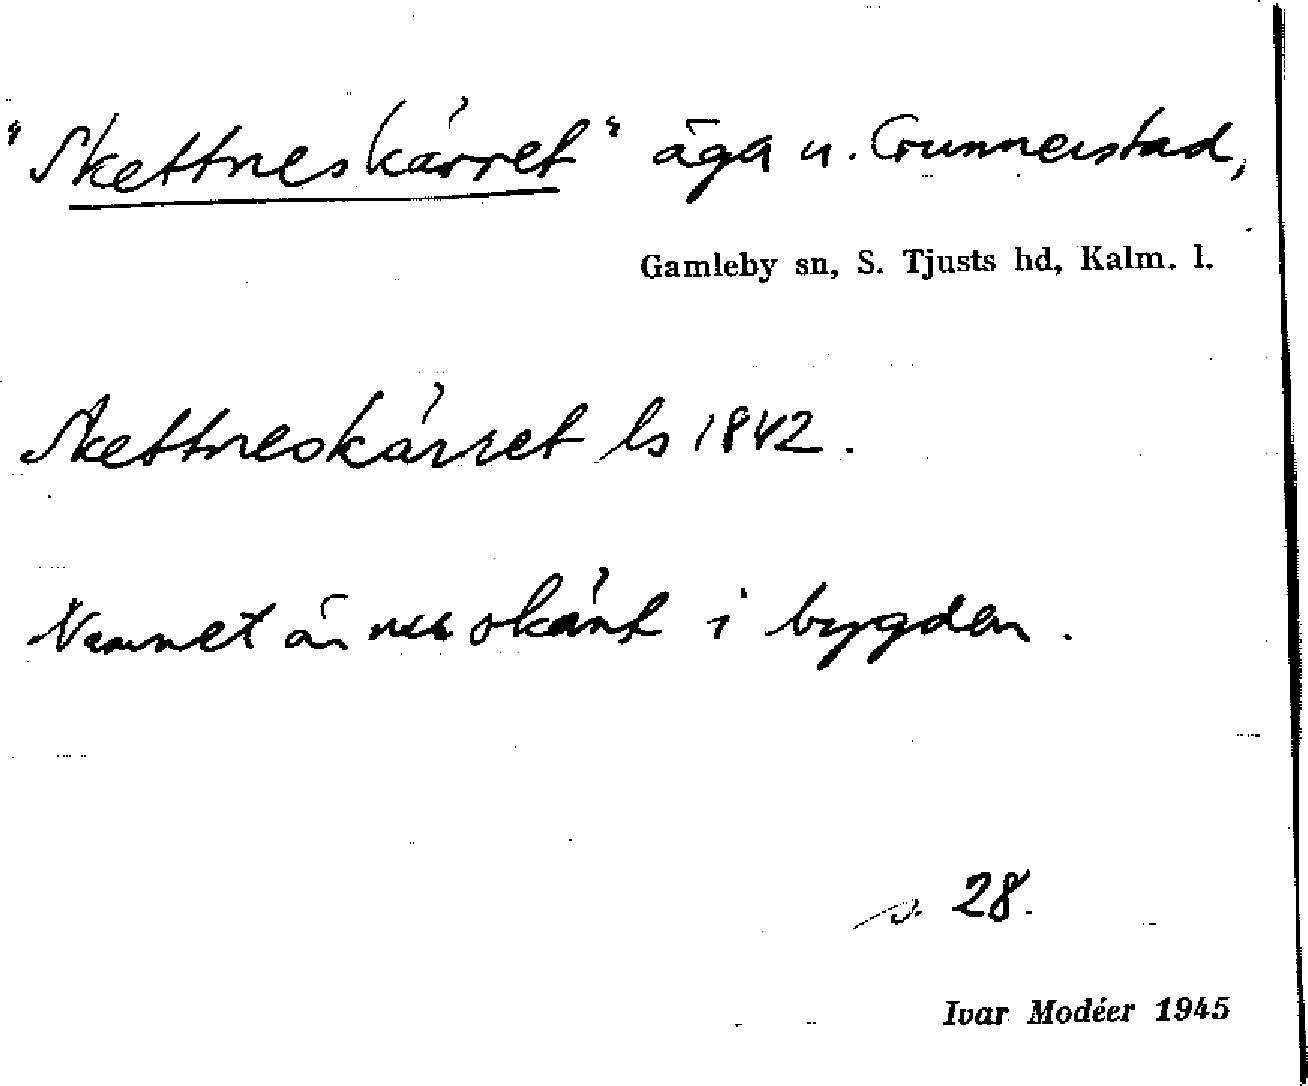 "Skettneskärret" äga u. Gunnerstad,
Gamleby sn, S. Tjusts hd, Kalm. l.
Skettneskärret ls 1842.
Namnet är nu okänt i bygden.
s. 28.
Ivar Modéer 1945